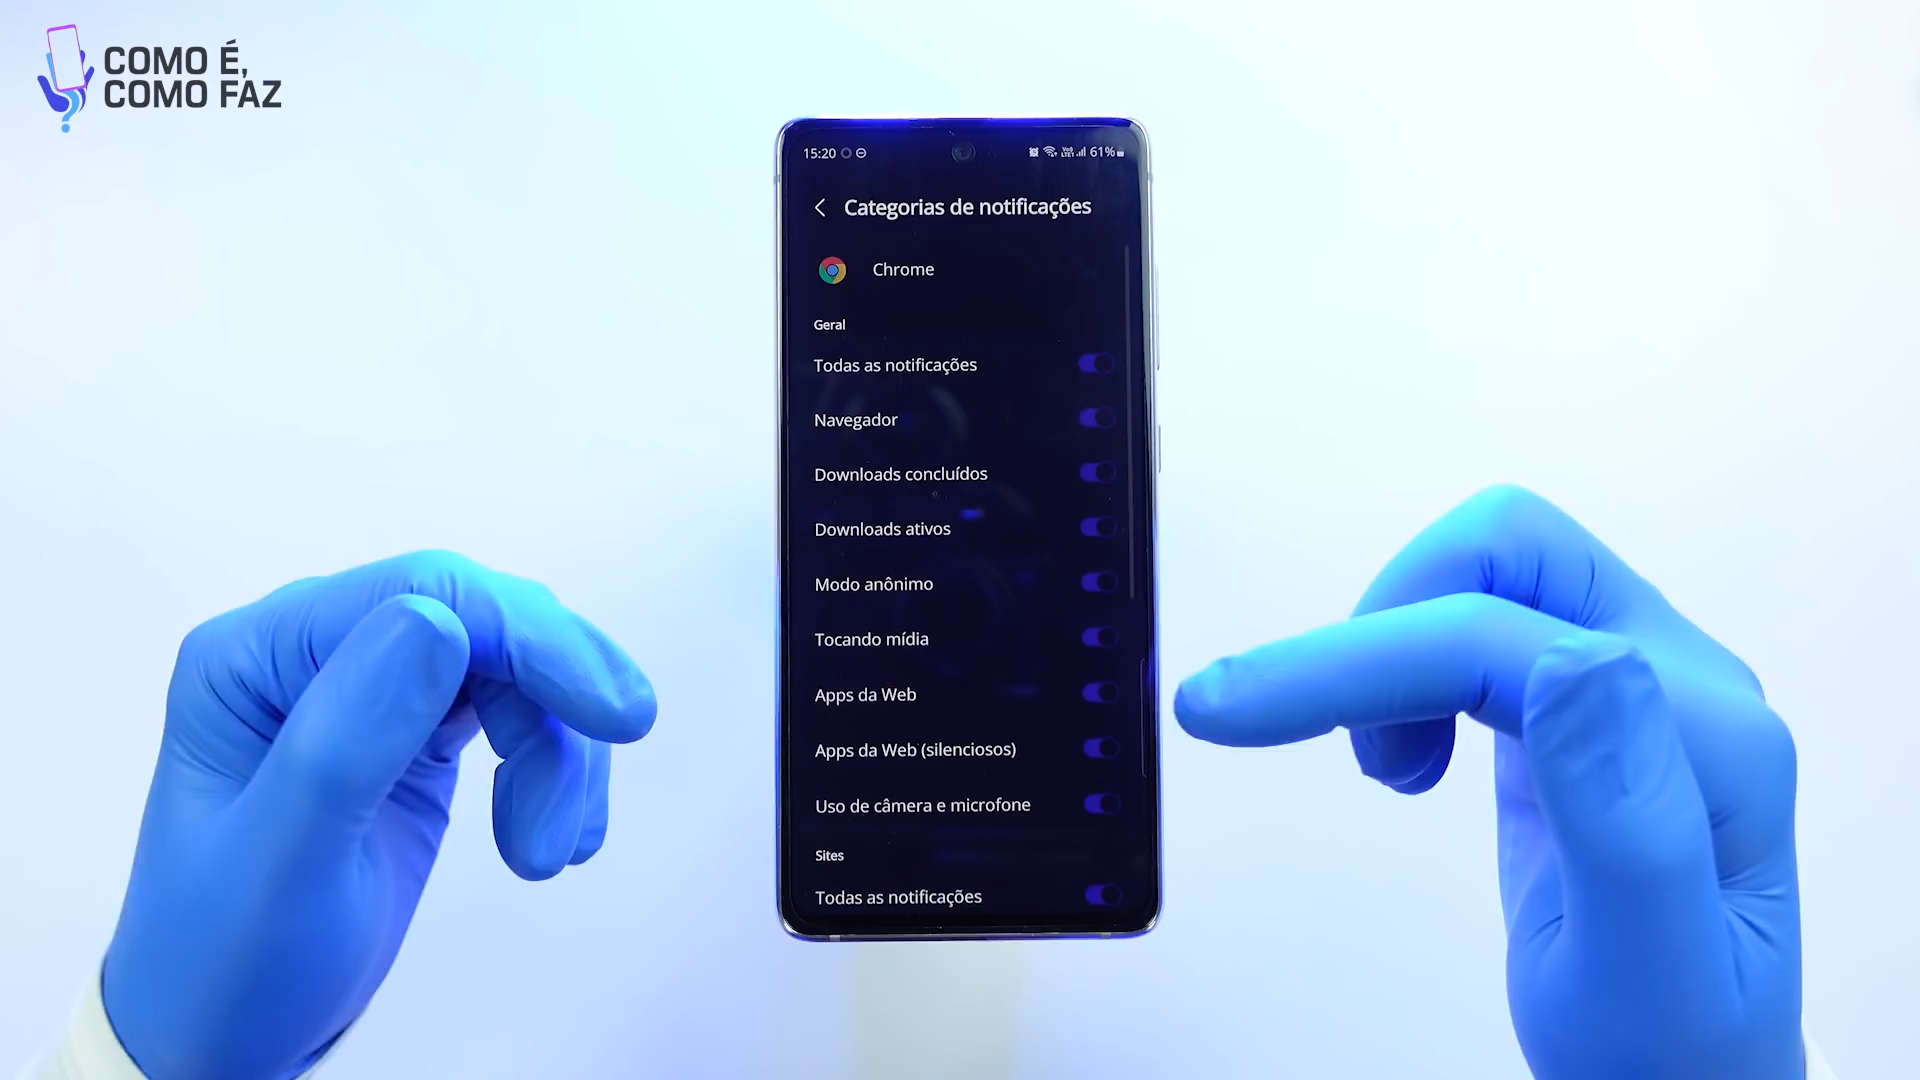 COMO É,
COMO FAZ
15:20
61%
Categorias de notificações
Chrome
Geral
Todas as notificações
Navegador
Downloads concluídos
Downloads ativos
Modo anônimo
Tocando mídia
Apps da Web
Apps da Web (silenciosos)
Uso de câmera e microfone
Sites
Todas as notificações